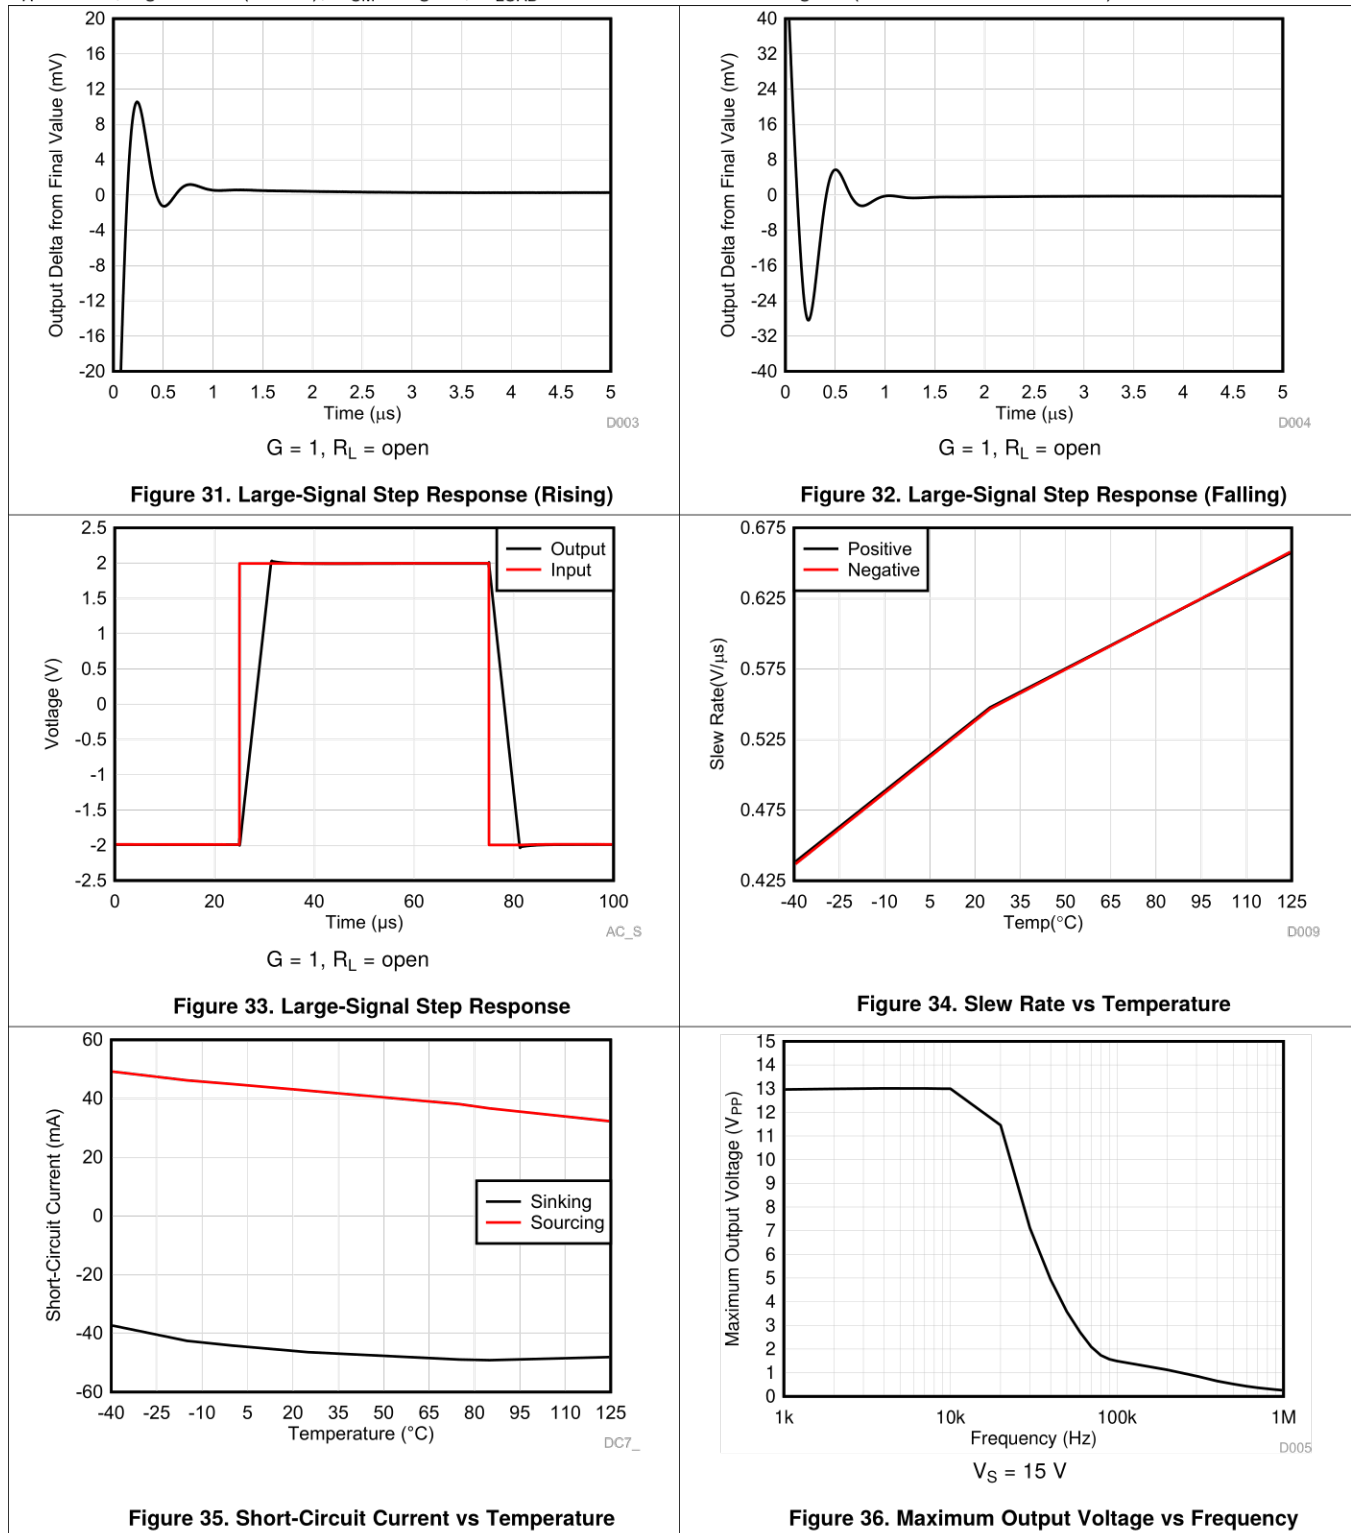 20
16
12
8
4
0
-4
-8
-12
-16
-20
Output Delta from Final Value (mV)
0 0.5 1 1.5 2 2.5 3 3.5 4 4.5 5
Time (μs)
D003
G = 1, RL = open
Figure 31. Large-Signal Step Response (Rising)
40
32
24
16
8
0
-8
-16
-24
-32
-40
Output Delta from Final Value (mV)
0 0.5 1 1.5 2 2.5 3 3.5 4 4.5 5
Time (μs)
D004
G = 1, RL = open
Figure 32. Large-Signal Step Response (Falling)
2.5
2
1.5
1
0.5
0
-0.5
-1
-1.5
-2
-2.5
Votlage (V)
Output
Input
0 20 40 60 80 100
Time (µs)
AC_S
G = 1, RL = open
Figure 33. Large-Signal Step Response
0.675
0.625
0.575
0.525
0.475
0.425
Slew Rate(V/μs)
Positive
Negative
-40 -25 -10 5 20 35 50 65 80 95 110 125
Temp(°C)
D009
Figure 34. Slew Rate vs Temperature
60
40
20
0
-20
-40
-60
Short-Circuit Current (mA)
Sinking
Sourcing
-40 -25 -10 5 20 35 50 65 80 95 110 125
Temperature (°C)
DC7_
Figure 35. Short-Circuit Current vs Temperature
15
14
13
12
11
10
9
8
7
6
5
4
3
2
1
0
Maximum Output Voltage (VPP)
1k 10k 100k 1M
Frequency (Hz)
D005
VS = 15 V
Figure 36. Maximum Output Voltage vs Frequency